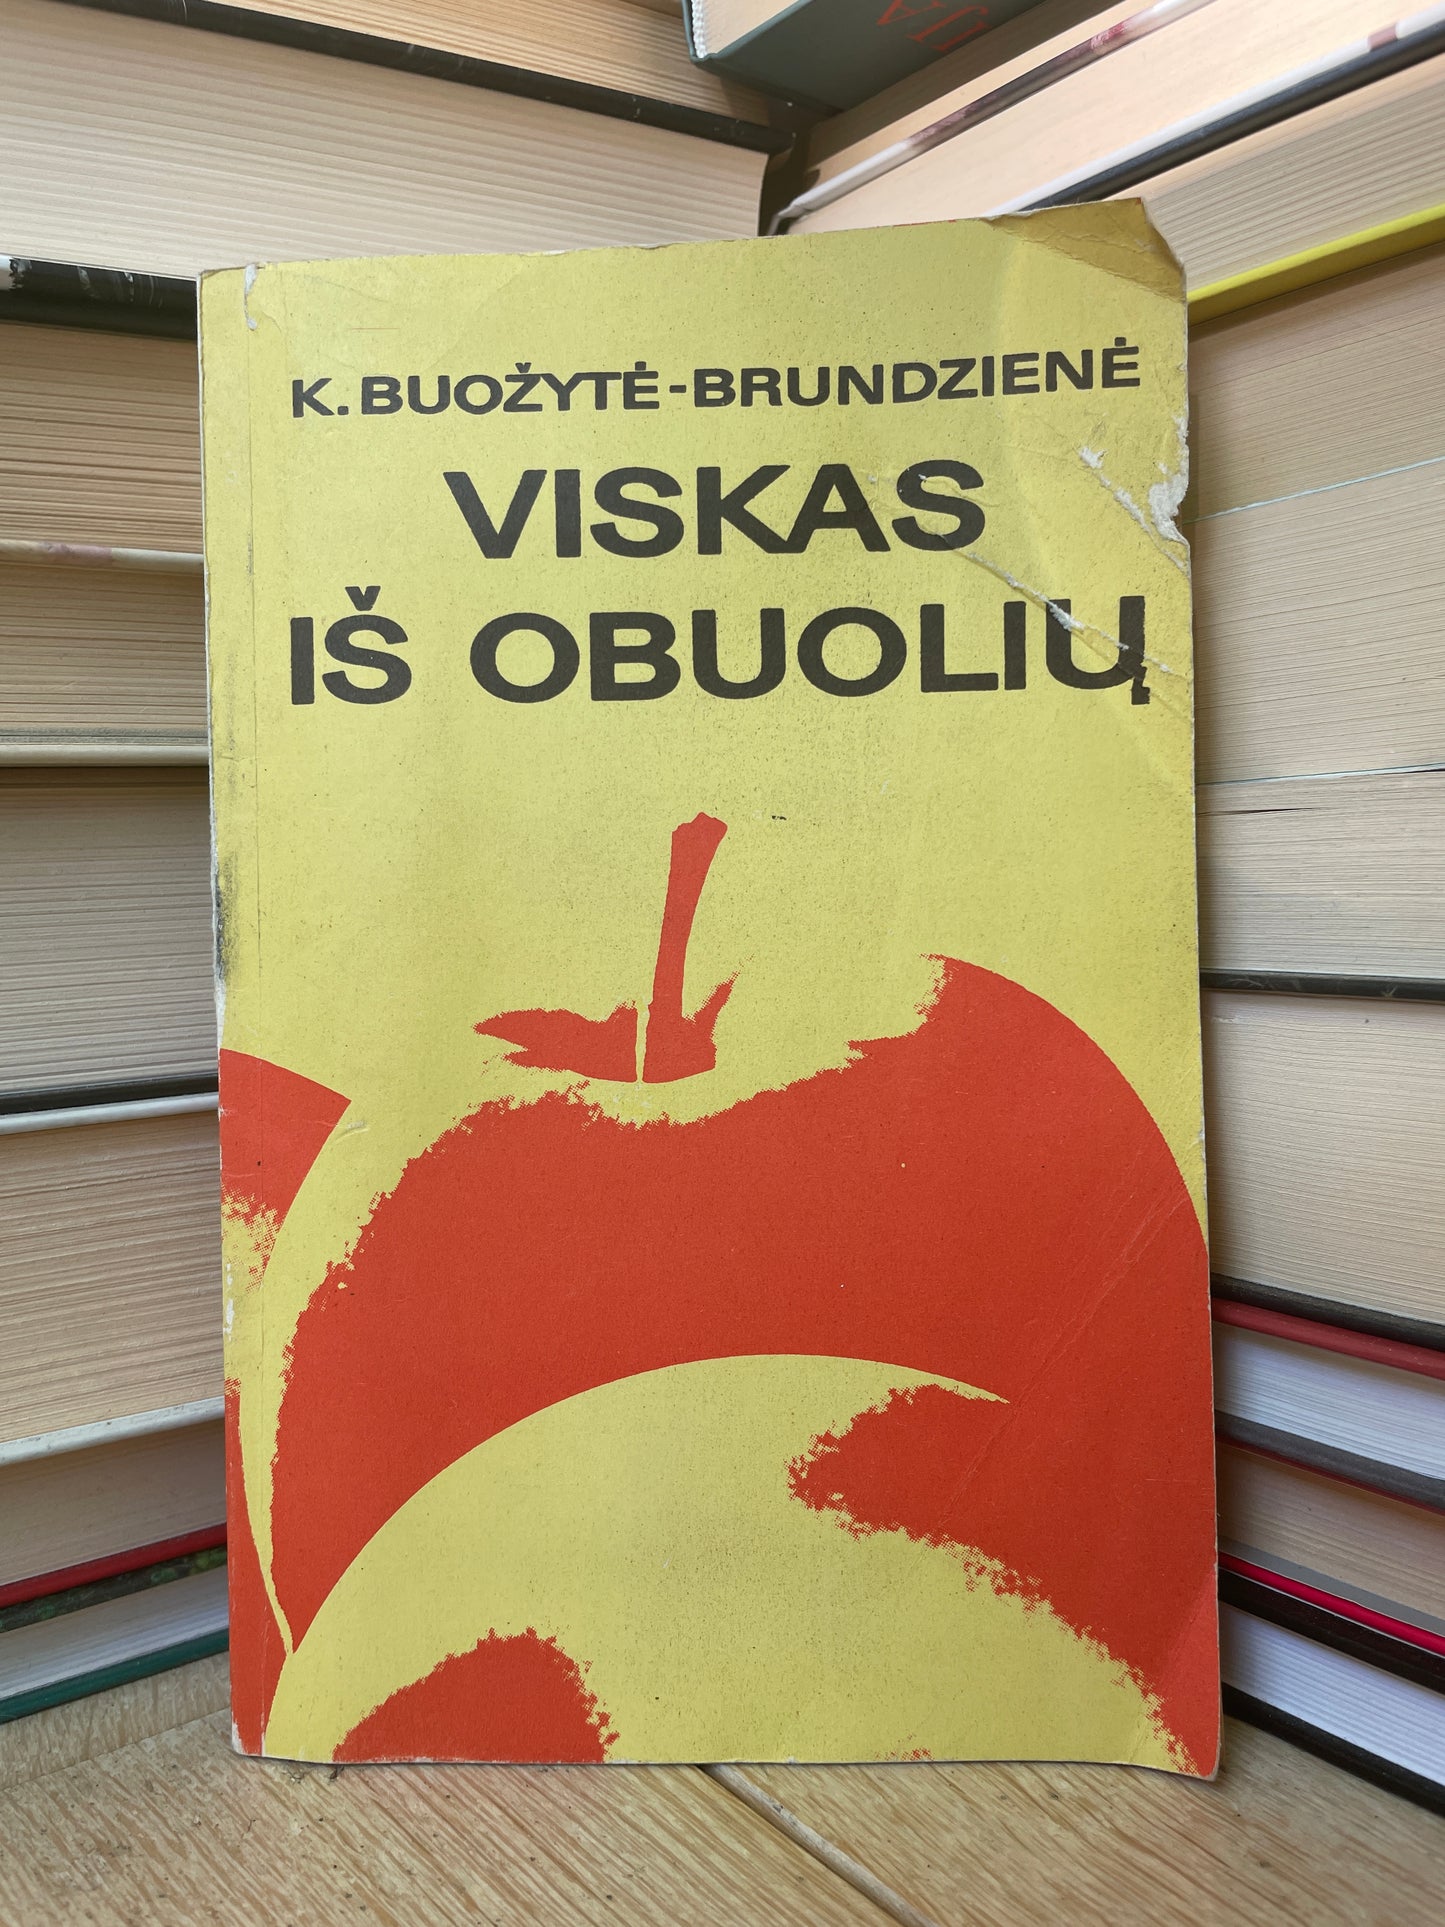 K. BUOŽYTĖ-BRUNDZIENĖ
VISKAS
IŠ OBUOLIŲ